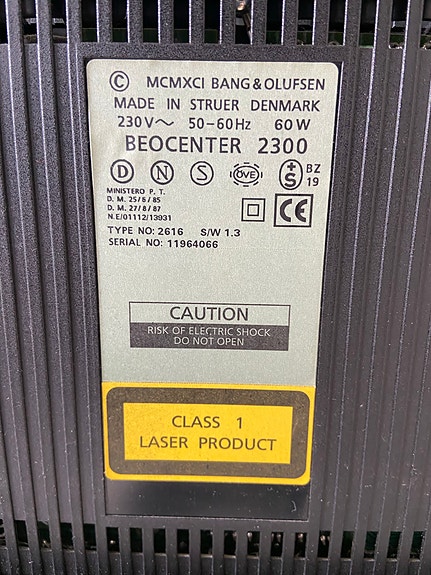 © MCMXCI BANG & OLUFSEN
MADE IN STRUER DENMARK
230V~ 50-60Hz 60W
BEOCENTER 2300
D N S ÖVE +S BZ 19
MINISTERO P. T.
D. M. 25/6/85
D. M. 27/8/87
N.E/01112/13931
CE
TYPE NO: 2616 S/W 1.3
SERIAL NO: 11964066
CAUTION
RISK OF ELECTRIC SHOCK
DO NOT OPEN
CLASS 1
LASER PRODUCT